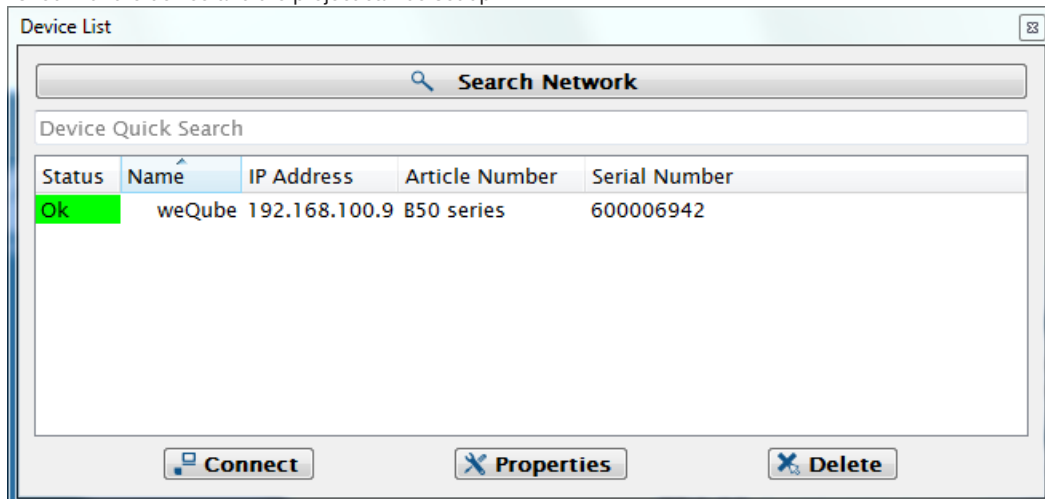 Device List
Search Network
Device Quick Search
Status Name IP Address Article Number Serial Number
Ok weQube 192.168.100.9 B50 series 600006942
Connect Properties Delete